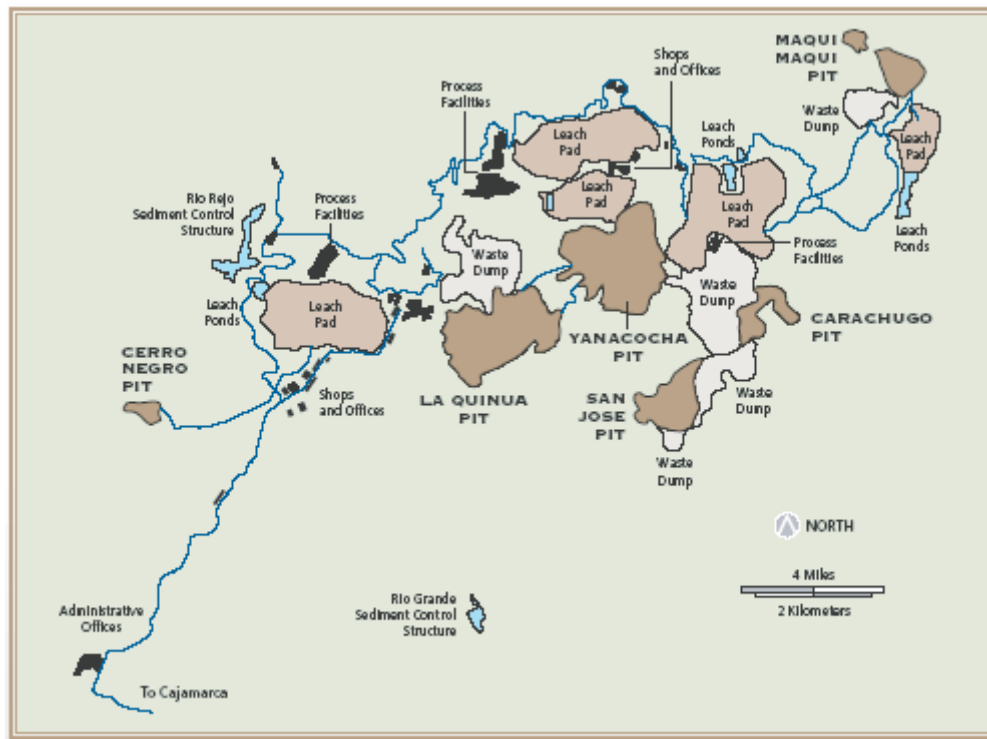 MAQUI
MAQUI
PIT
Shops
and Offices
Process
Facilities
Waste
Dump
Leach
Pad
Leach
Ponds
Leach
Pad
Leach
Pad
Leach
Pad
Leach
Ponds
Rio Rejo
Sediment Control
Structure
Process
Facilities
Process
Facilities
Waste
Dump
Waste
Dump
Leach
Ponds
Leach
Pad
CARACHUGO
PIT
YANACOCHA
PIT
CERRO
NEGRO
PIT
Shops
and Offices
LA QUINUA
PIT
SAN
JOSE
PIT
Waste
Dump
Waste
Dump
NORTH
4 Miles
2 Kilometers
Rio Grande
Sediment Control
Structure
Administrative
Offices
To Cajamarca